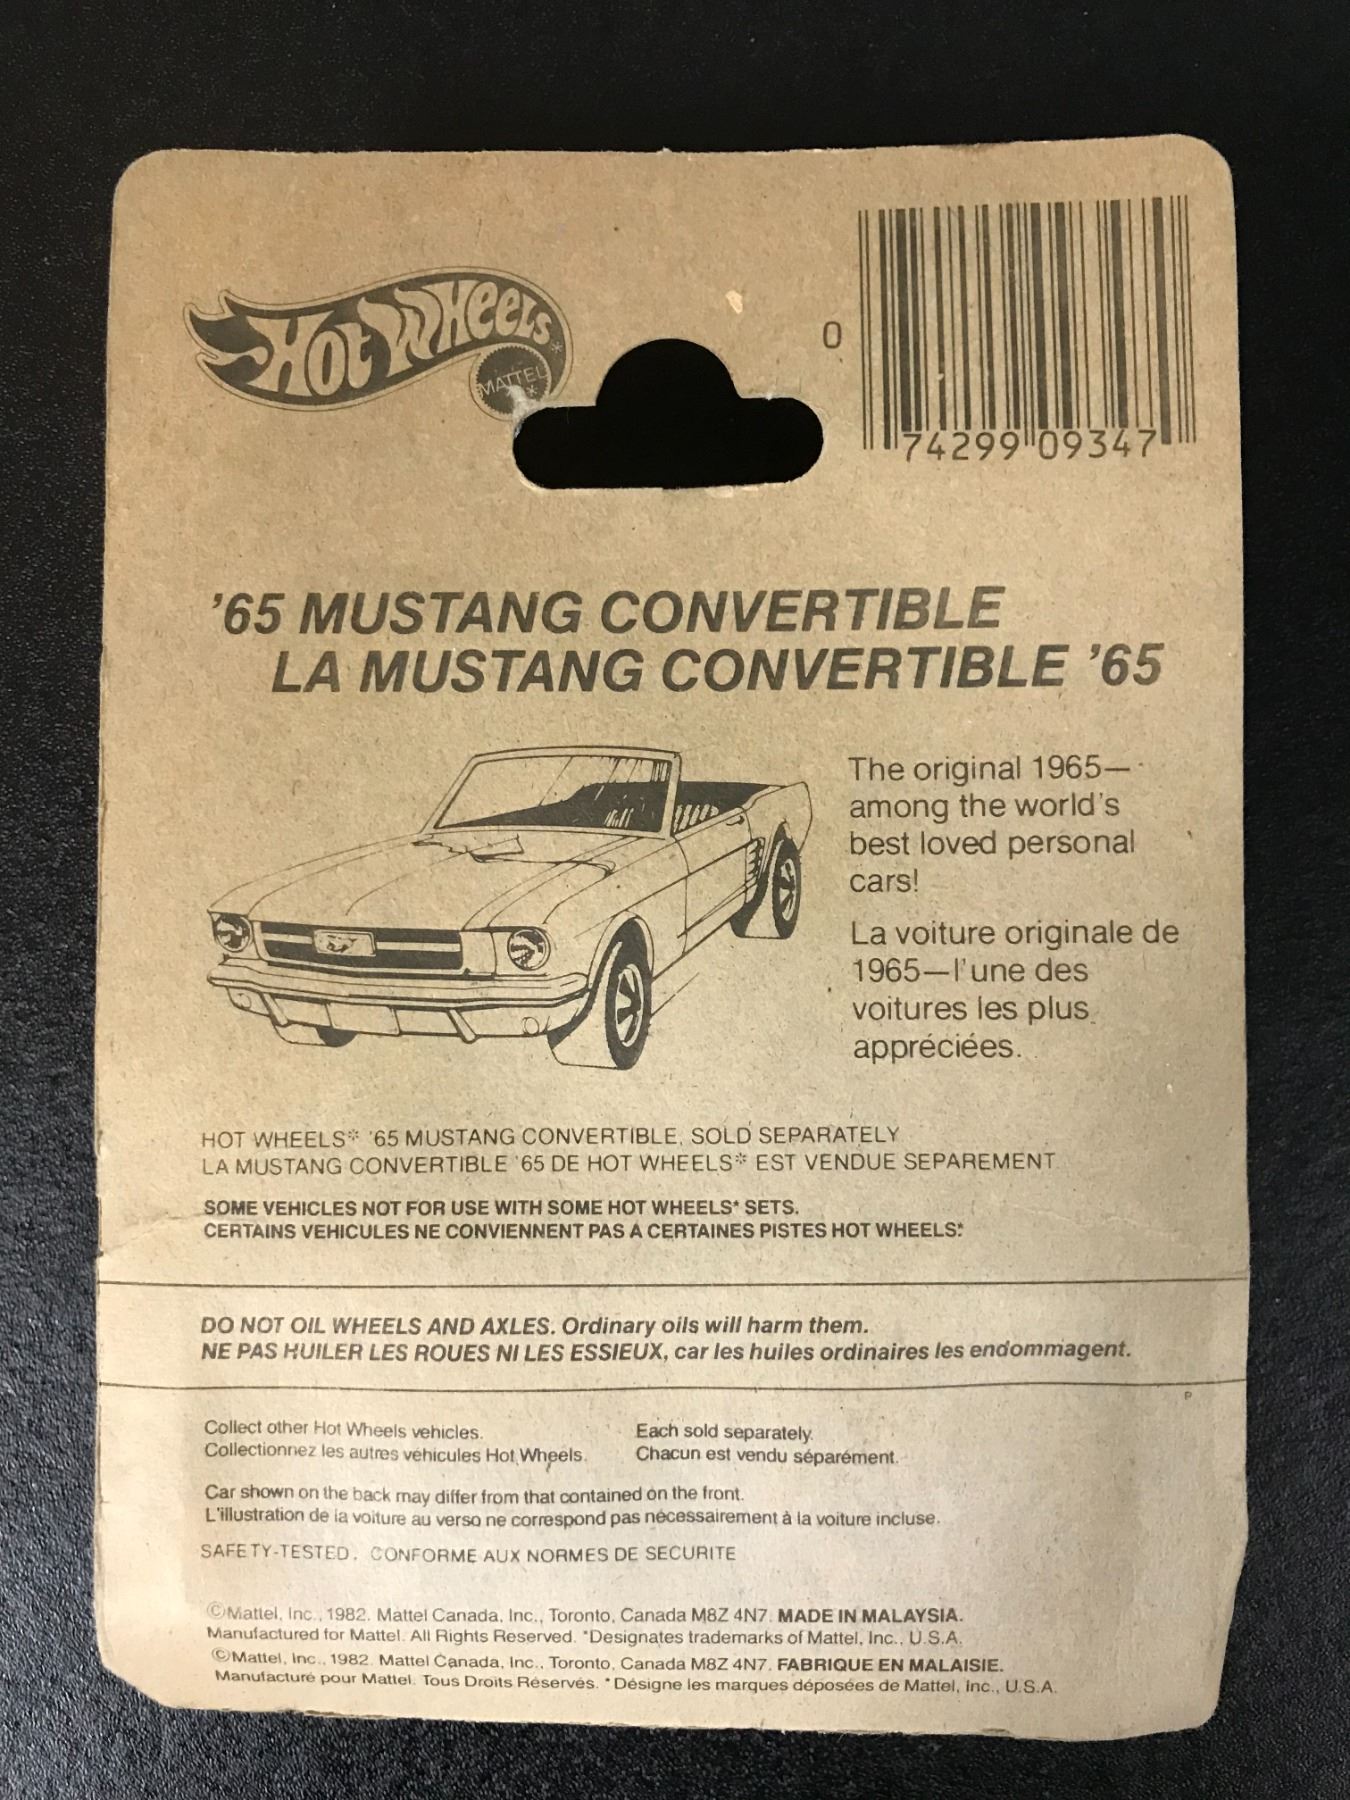 HOT WHEELS*
MATTEL*
0
74299 09347
'65 MUSTANG CONVERTIBLE
LA MUSTANG CONVERTIBLE '65
The original 1965—
among the world's
best loved personal
cars!
La voiture originale de
1965—l'une des
voitures les plus
appréciées.
HOT WHEELS* '65 MUSTANG CONVERTIBLE, SOLD SEPARATELY
LA MUSTANG CONVERTIBLE '65 DE HOT WHEELS* EST VENDUE SEPAREMENT
SOME VEHICLES NOT FOR USE WITH SOME HOT WHEELS* SETS.
CERTAINS VEHICULES NE CONVIENNENT PAS A CERTAINES PISTES HOT WHEELS*.
DO NOT OIL WHEELS AND AXLES. Ordinary oils will harm them.
NE PAS HUILER LES ROUES NI LES ESSIEUX, car les huiles ordinaires les endommagent.
P
Collect other Hot Wheels vehicles. Each sold separately.
Collectionnez les autres véhicules Hot Wheels. Chacun est vendu séparément.
Car shown on the back may differ from that contained on the front.
L'illustration de la voiture au verso ne correspond pas nécessairement à la voiture incluse.
SAFETY-TESTED. CONFORME AUX NORMES DE SECURITE
©Mattel, Inc., 1982. Mattel Canada, Inc., Toronto, Canada M8Z 4N7. MADE IN MALAYSIA.
Manufactured for Mattel. All Rights Reserved. *Designates trademarks of Mattel, Inc., U.S.A.
©Mattel, Inc., 1982. Mattel Canada, Inc., Toronto, Canada M8Z 4N7. FABRIQUE EN MALAISIE.
Manufacturé pour Mattel. Tous Droits Réservés. *Désigne les marques déposées de Mattel, Inc., U.S.A.